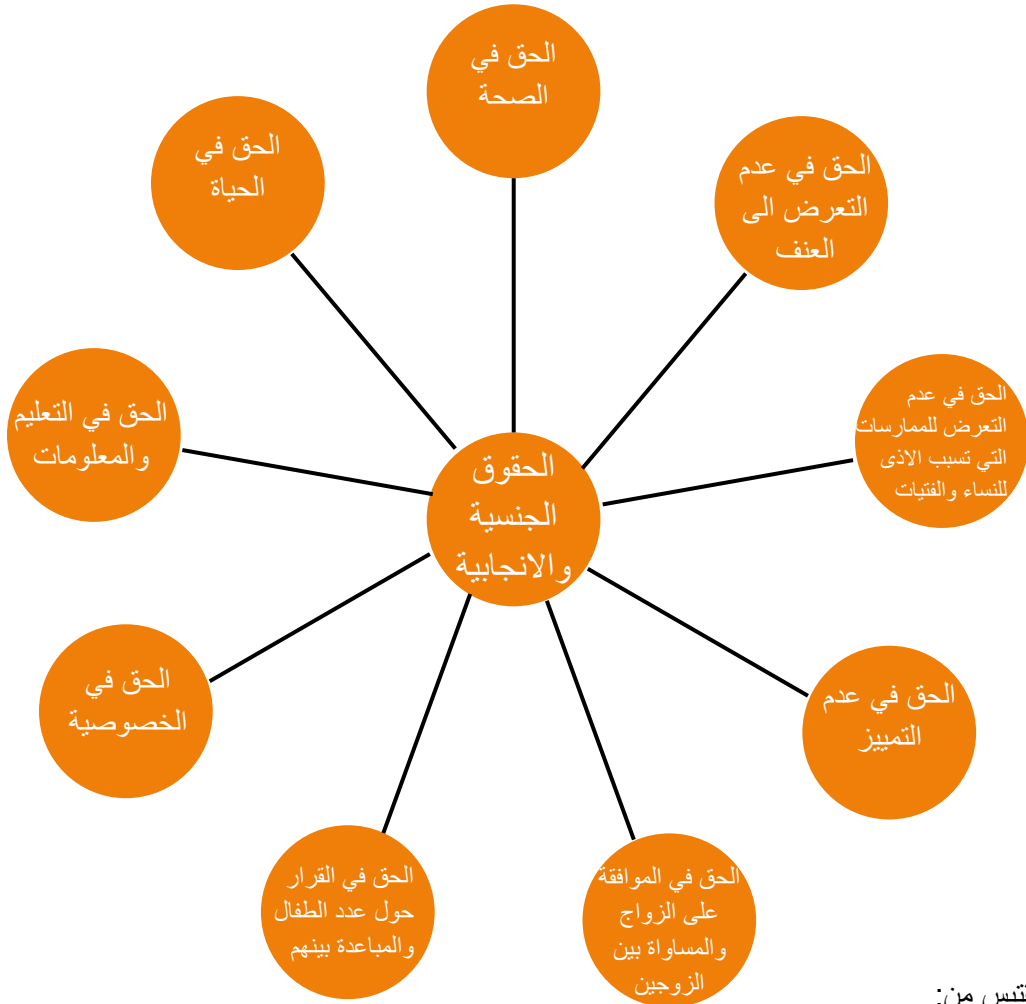 الحق في
الصحة
الحق في عدم
التعرض الى
العنف
الحق في عدم
التعرض للممارسات
التي تسبب الاذى
للنساء والفتيات
الحق في عدم
التمييز
الحق في الموافقة
على الزواج
والمساواة بين
الزوجين
الحق في القرار
حول عدد الطفال
والمباعدة بينهم
الحق في
الخصوصية
الحق في التعليم
والمعلومات
الحق في
الحياة
الحقوق
الجنسية
والانجابية
من: